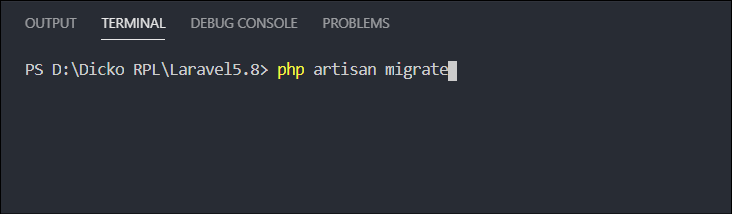 OUTPUT TERMINAL DEBUG CONSOLE PROBLEMS
PS D:\Dicko RPL\Laravel5.8> php artisan migrate